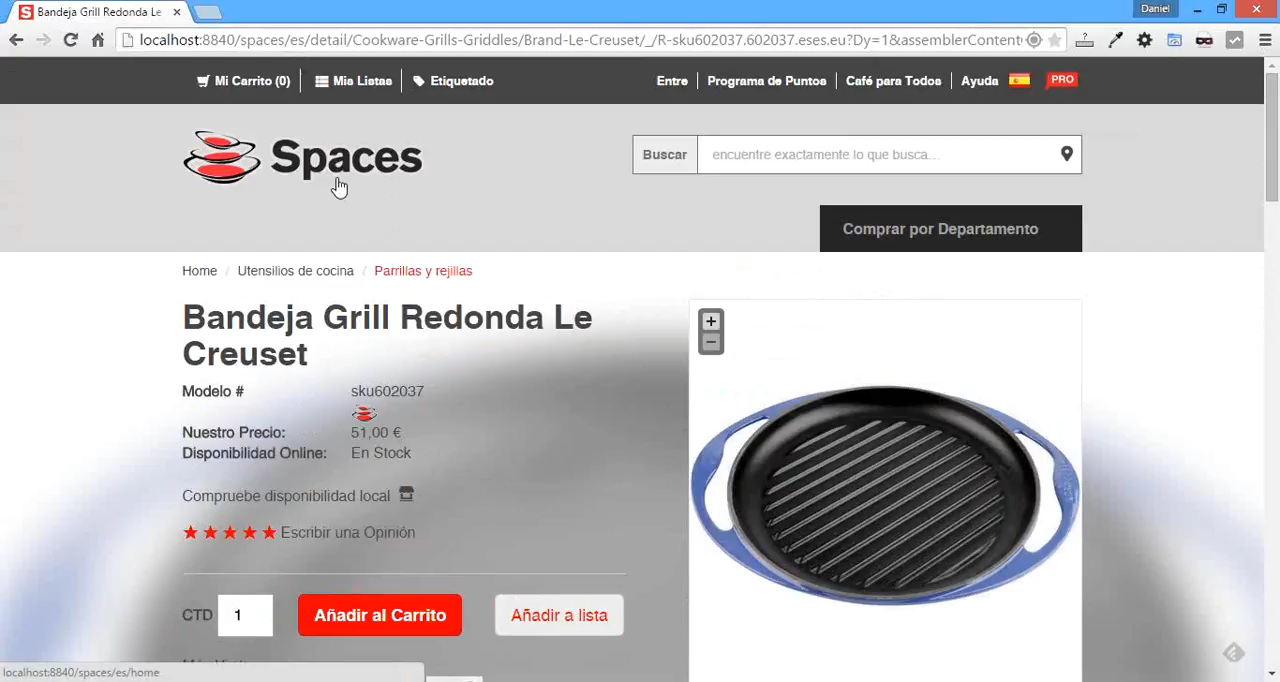 Bandeja Grill Redonda Le
Daniel
localhost:8840/spaces/es/detail/Cookware-Grills-Griddles/Brand-Le-Creuset/_/R-sku602037.602037.eses.eu?Dy=1&assemblerContent
Mi Carrito (0) Mis Listas Etiquetado Entre Programa de Puntos Café para Todos Ayuda PRO
Spaces
Buscar encuentre exactamente lo que busca...
Comprar por Departamento
Home / Utensilios de cocina / Parrillas y rejillas
Bandeja Grill Redonda Le
Creuset
Modelo # sku602037
Nuestro Precio: 51,00 €
Disponibilidad Online: En Stock
Compruebe disponibilidad local
Escribir una Opinión
CTD 1 Añadir al Carrito Añadir a lista
localhost:8840/spaces/es/home